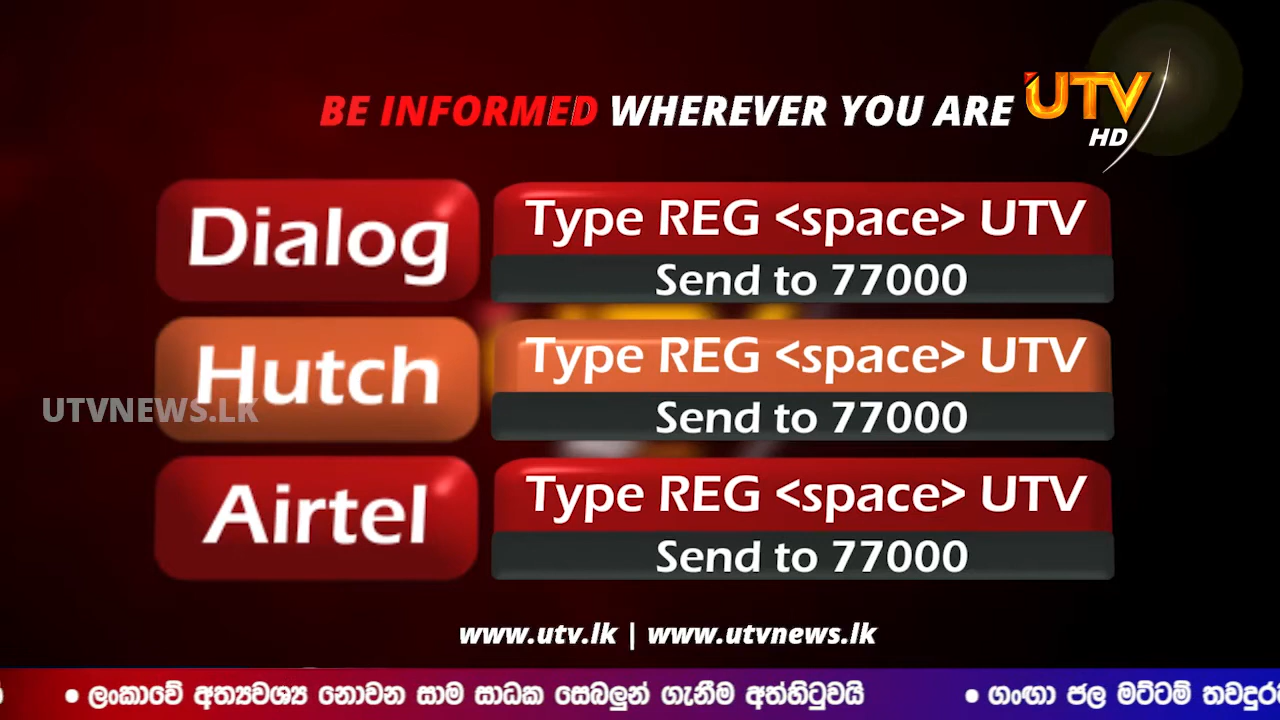 BE INFORMED WHEREVER YOU ARE UTV
HD
Dialog
Type REG <space> UTV
Send to 77000
Hutch
Type REG <space> UTV
Send to 77000
UTVNEWS.LK
Airtel
Type REG <space> UTV
Send to 77000
www.utv.lk | www.utvnews.lk
• ලංකාවේ අත්‍යවශ්‍ය නොවන සාම සාධක සෙබලුන් ගැනීම අත්හිටුවයි • ගංඟා ජල මට්ටම්